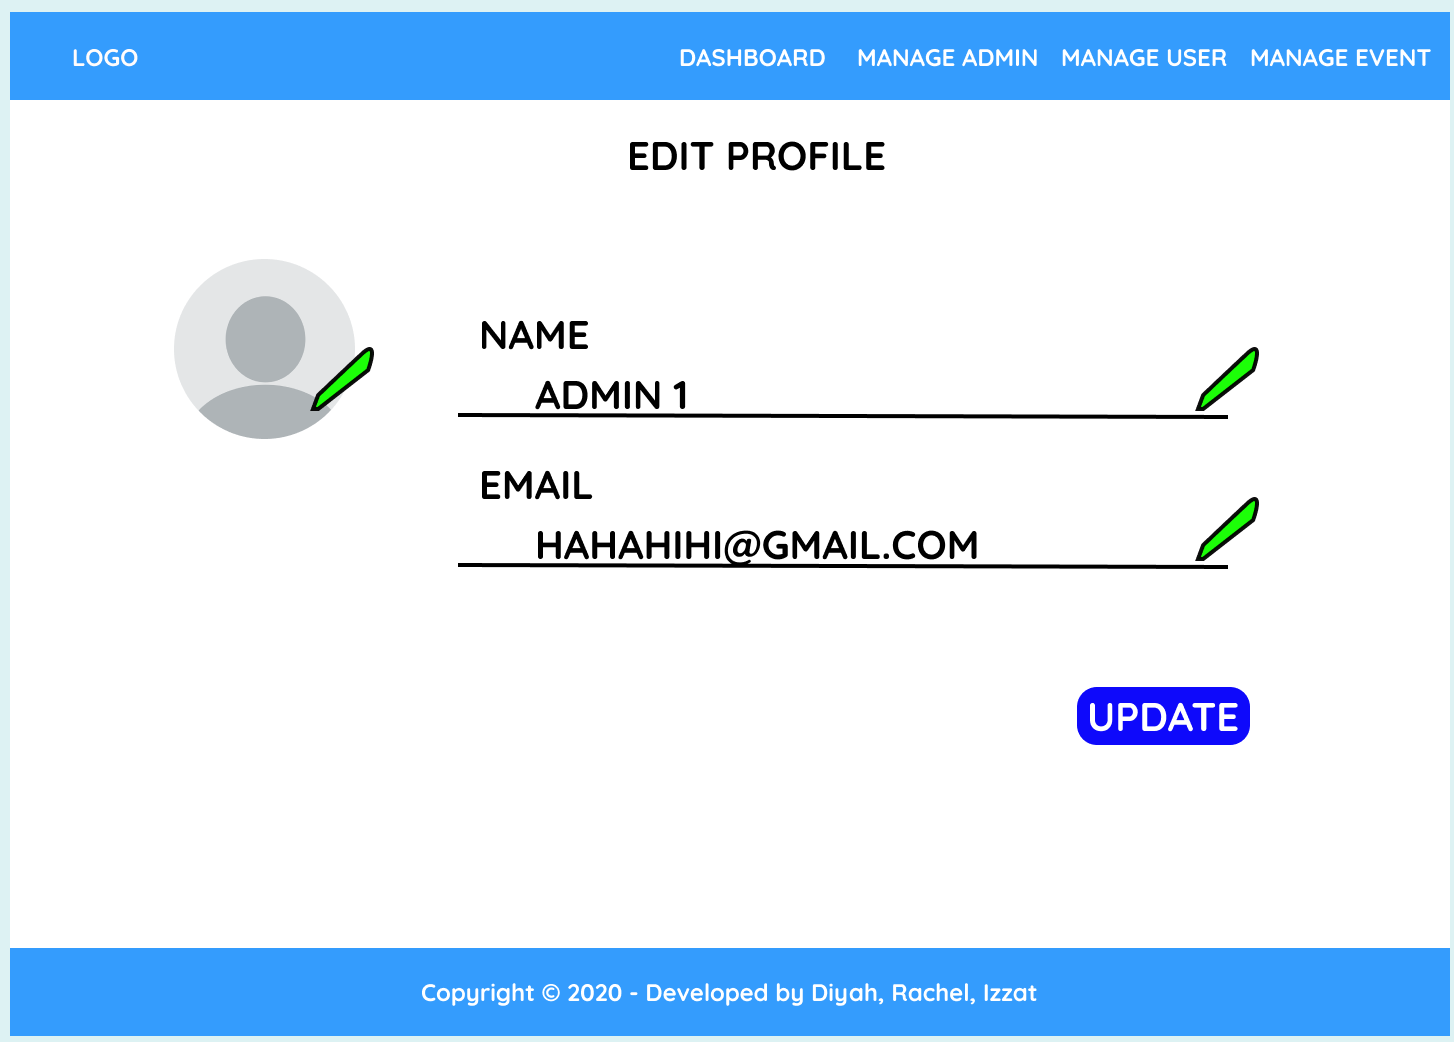 LOGO DASHBOARD MANAGE ADMIN MANAGE USER MANAGE EVENT
EDIT PROFILE
NAME
ADMIN 1
EMAIL
HAHAHIHI@GMAIL.COM
UPDATE
Copyright © 2020 - Developed by Diyah, Rachel, Izzat